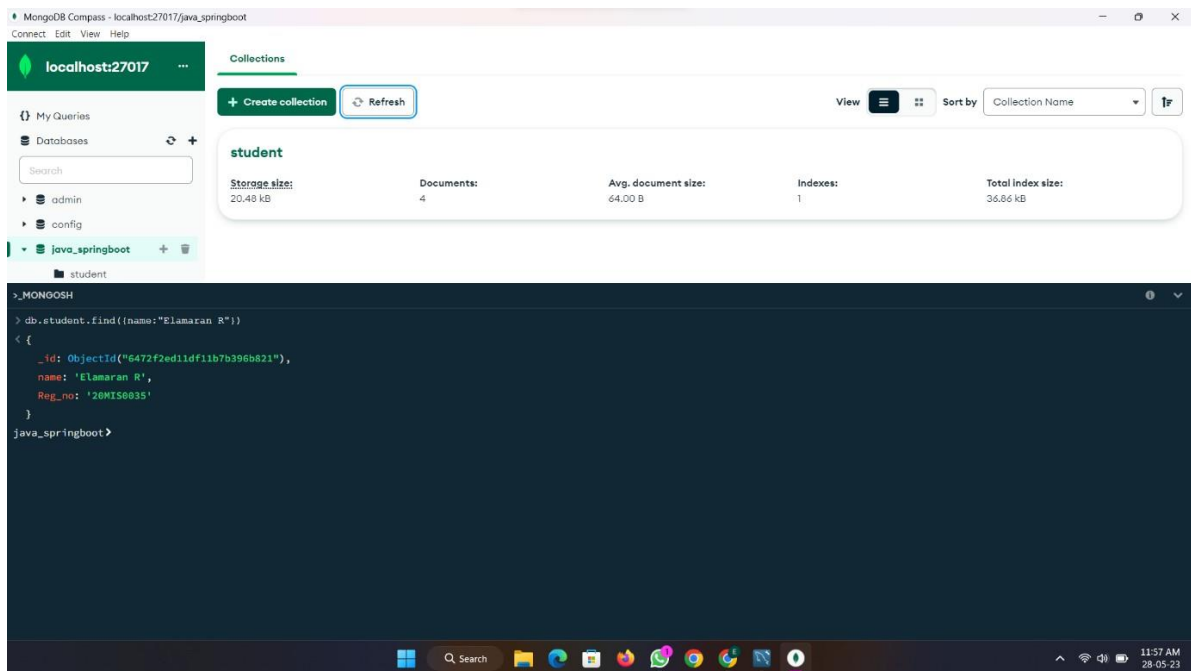 MongoDB Compass - localhost:27017/java_springboot
Connect Edit View Help
localhost:27017 ...
Collections
+ Create collection
Refresh
View
Sort by
Collection Name
{} My Queries
Databases
Search
admin
config
java_springboot
student
student
Storage size: Documents: Avg. document size: Indexes: Total index size:
20.48 kB 4 64.00 B 1 36.86 kB
>_MONGOSH
> db.student.find({name:"Elamaran R"})
< {
_id: ObjectId("6472f2ed11df11b7b396b821"),
name: 'Elamaran R',
Reg_no: '20MIS0035'
}
java_springboot>
Search
1
11:57 AM
28-05-23